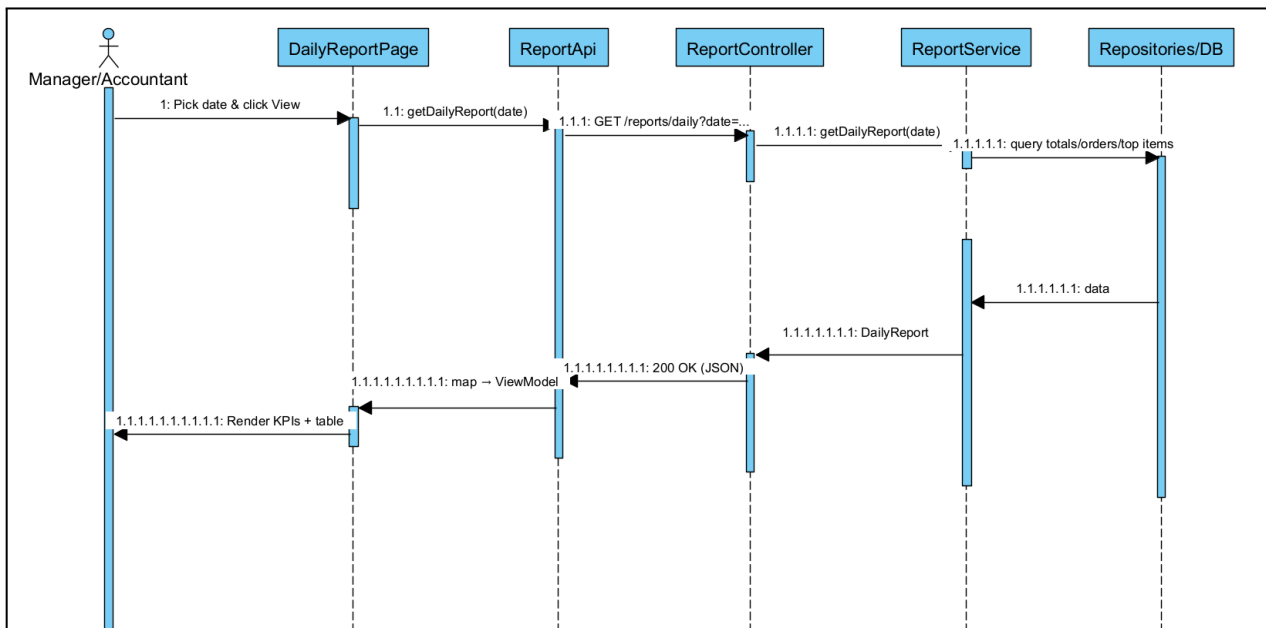 Manager/Accountant
DailyReportPage
ReportApi
ReportController
ReportService
Repositories/DB
1: Pick date & click View
1.1: getDailyReport(date)
1.1.1: GET /reports/daily?date=...
1.1.1.1: getDailyReport(date)
1.1.1.1.1: query totals/orders/top items
1.1.1.1.1.1: data
1.1.1.1.1.1.1: DailyReport
1.1.1.1.1.1.1.1: 200 OK (JSON)
1.1.1.1.1.1.1.1.1: map → ViewModel
1.1.1.1.1.1.1.1.1.1: Render KPIs + table